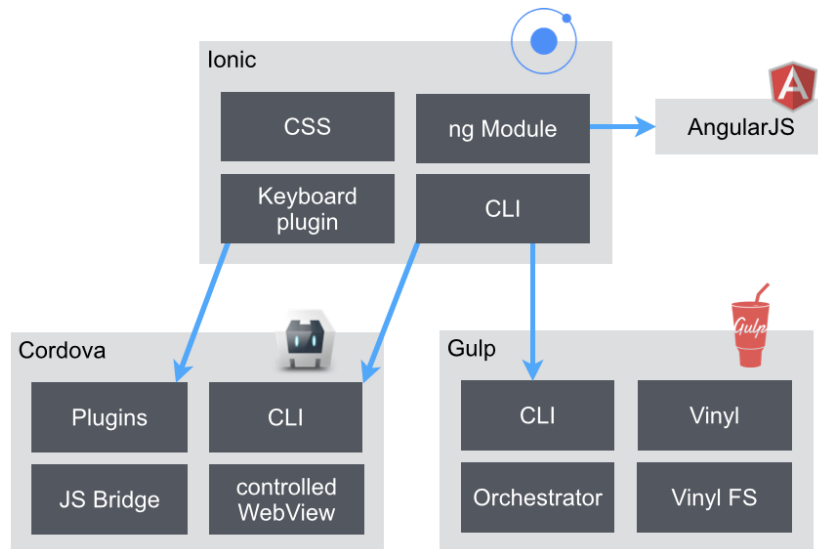 Ionic
CSS
ng Module
AngularJS
Keyboard
plugin
CLI
Cordova
Plugins
CLI
JS Bridge
controlled
WebView
Gulp
Gulp
CLI
Vinyl
Orchestrator
Vinyl FS